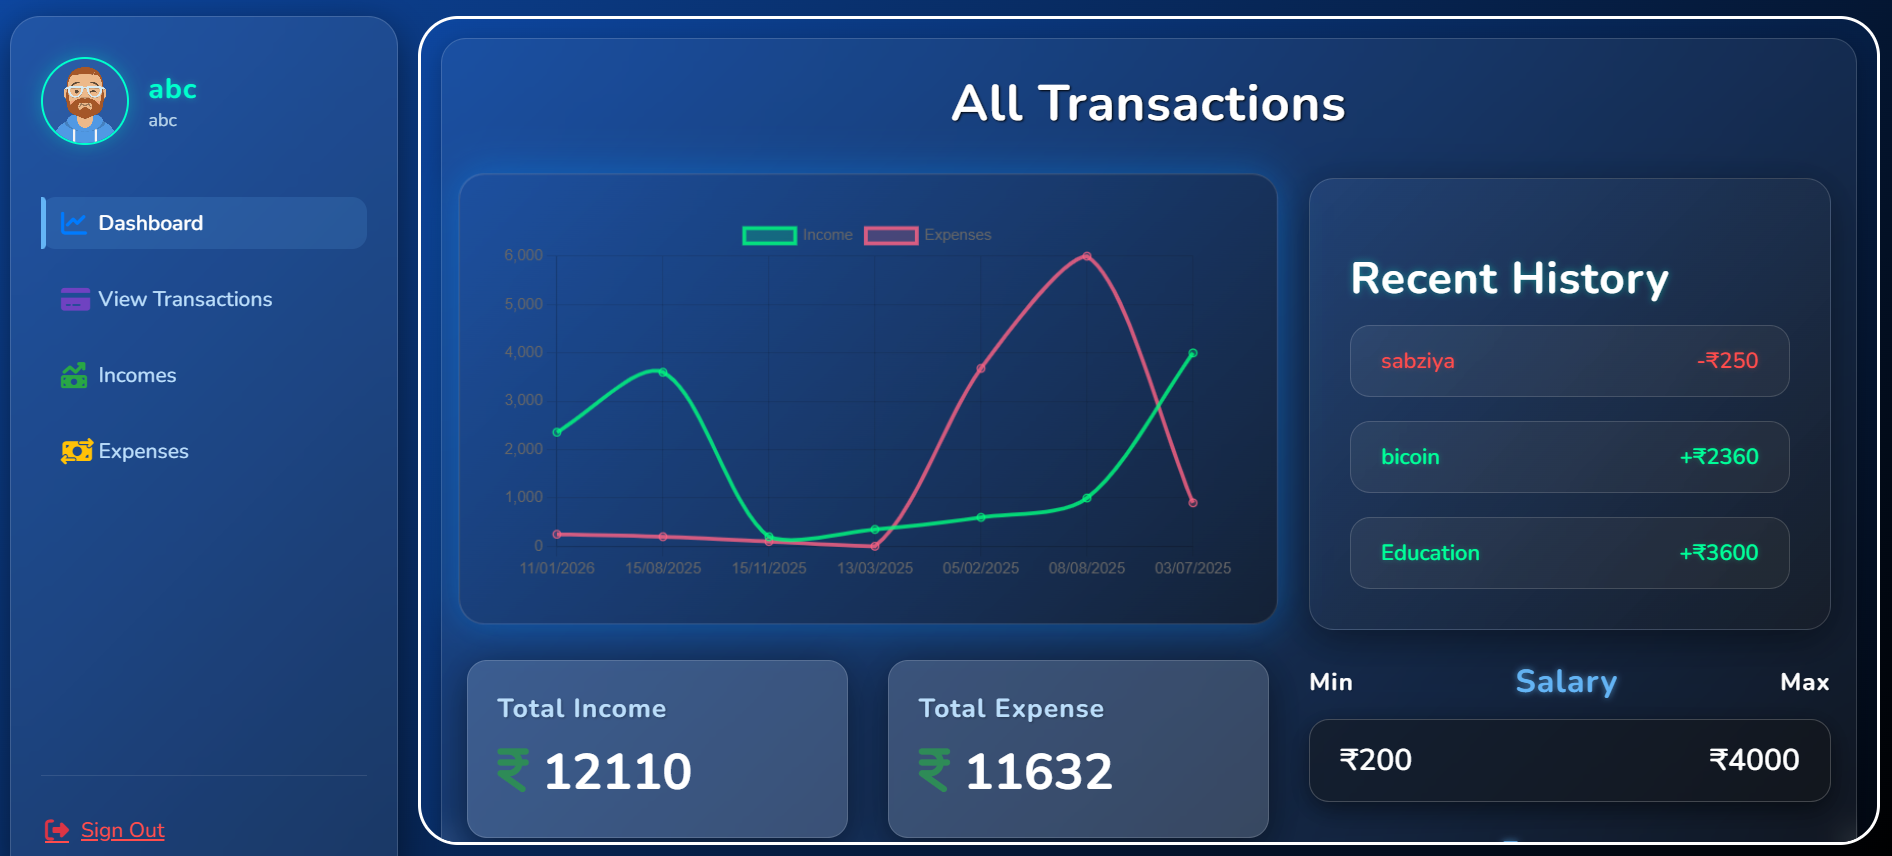 abc
abc
Dashboard
View Transactions
Incomes
Expenses
Sign Out
All Transactions
Income Expenses
6,000
5,000
4,000
3,000
2,000
1,000
0
11/01/2026 15/08/2025 15/11/2025 13/03/2025 05/02/2025 08/08/2025 03/07/2025
Recent History
sabziya -₹250
bicoin +₹2360
Education +₹3600
Total Income
₹ 12110
Total Expense
₹ 11632
Min Salary Max
₹200 ₹4000